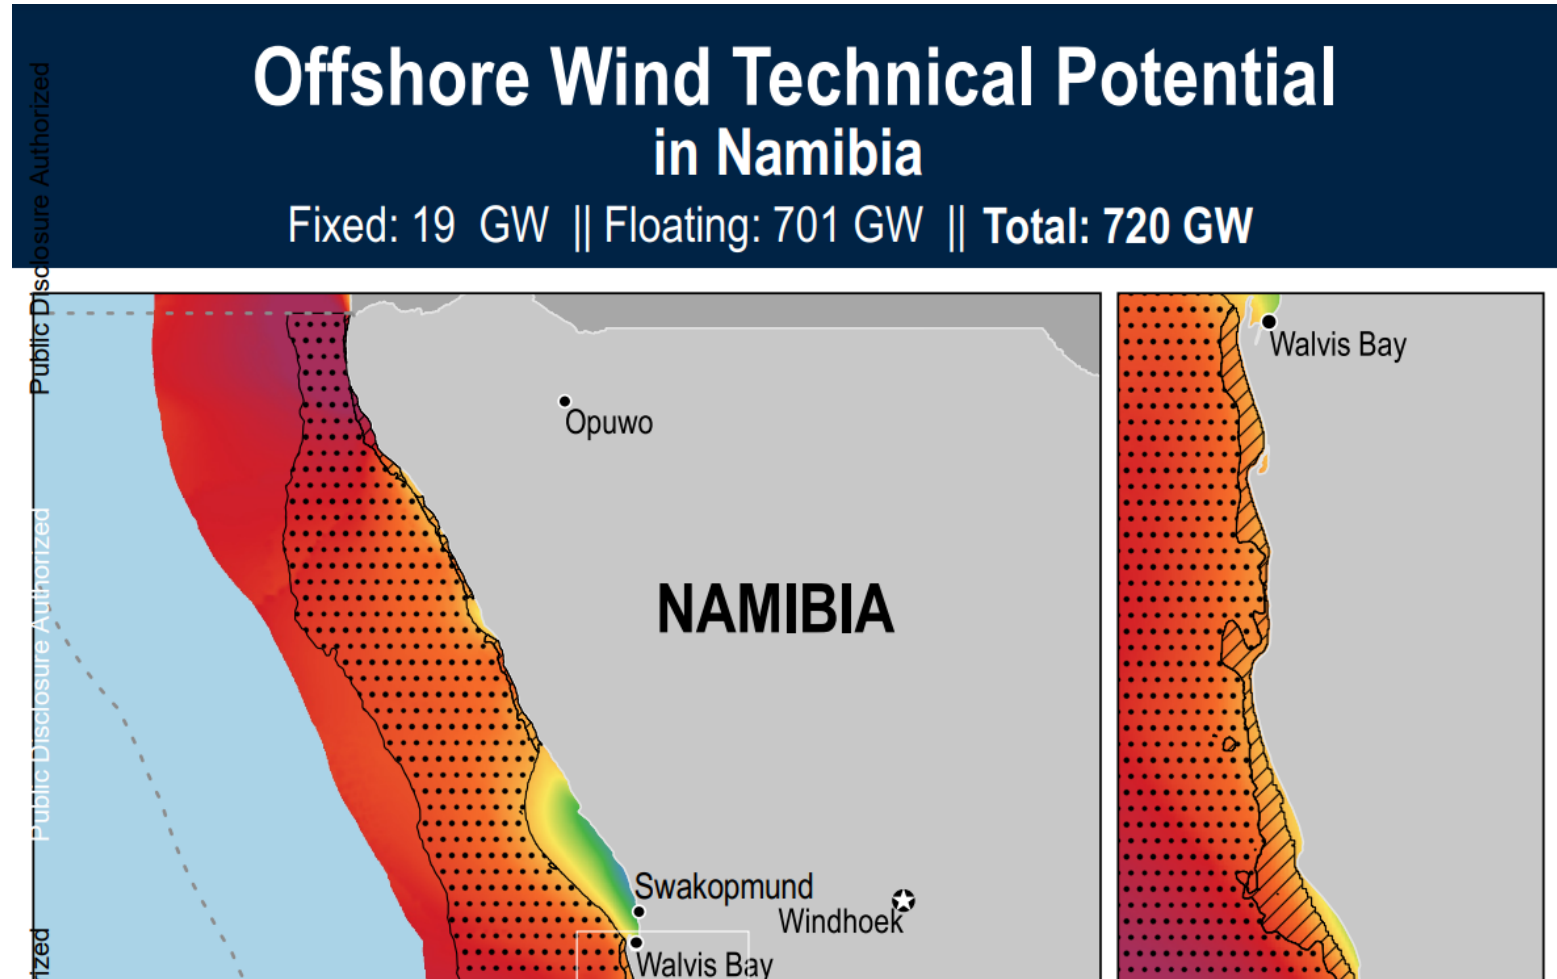 Offshore Wind Technical Potential
in Namibia
Fixed: 19 GW || Floating: 701 GW || Total: 720 GW
Public Disclosure Authorized
Public Disclosure Authorized
Opuwo
NAMIBIA
Swakopmund
Windhoek
Walvis Bay
Walvis Bay